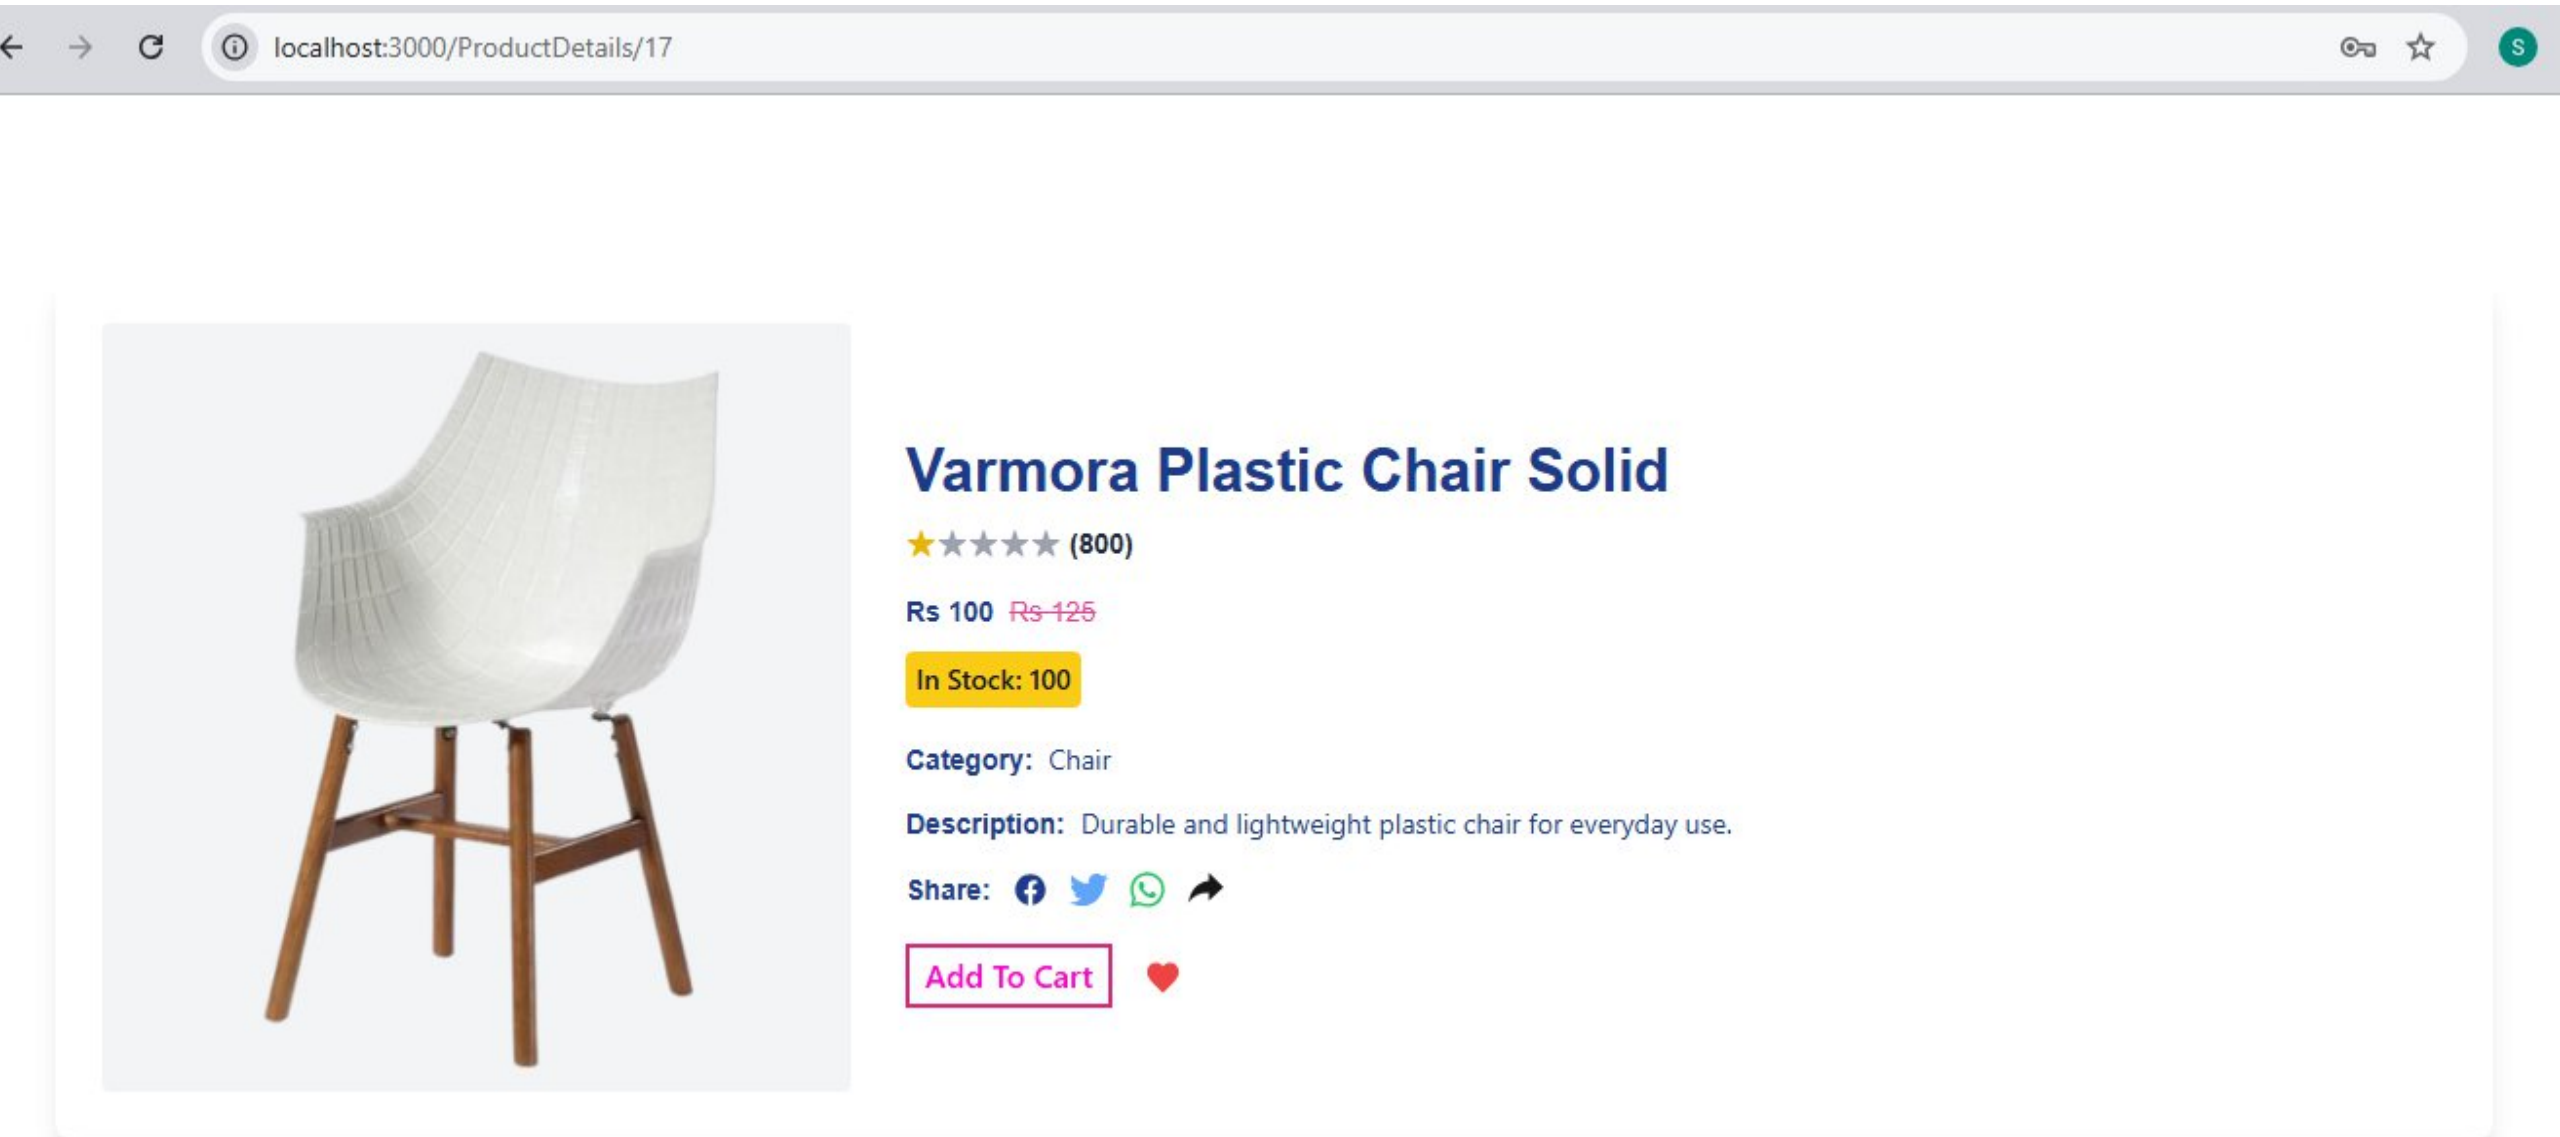 localhost:3000/ProductDetails/17
S
Varmora Plastic Chair Solid
(800)
Rs 100 Rs 125
In Stock: 100
Category: Chair
Description: Durable and lightweight plastic chair for everyday use.
Share:
Add To Cart